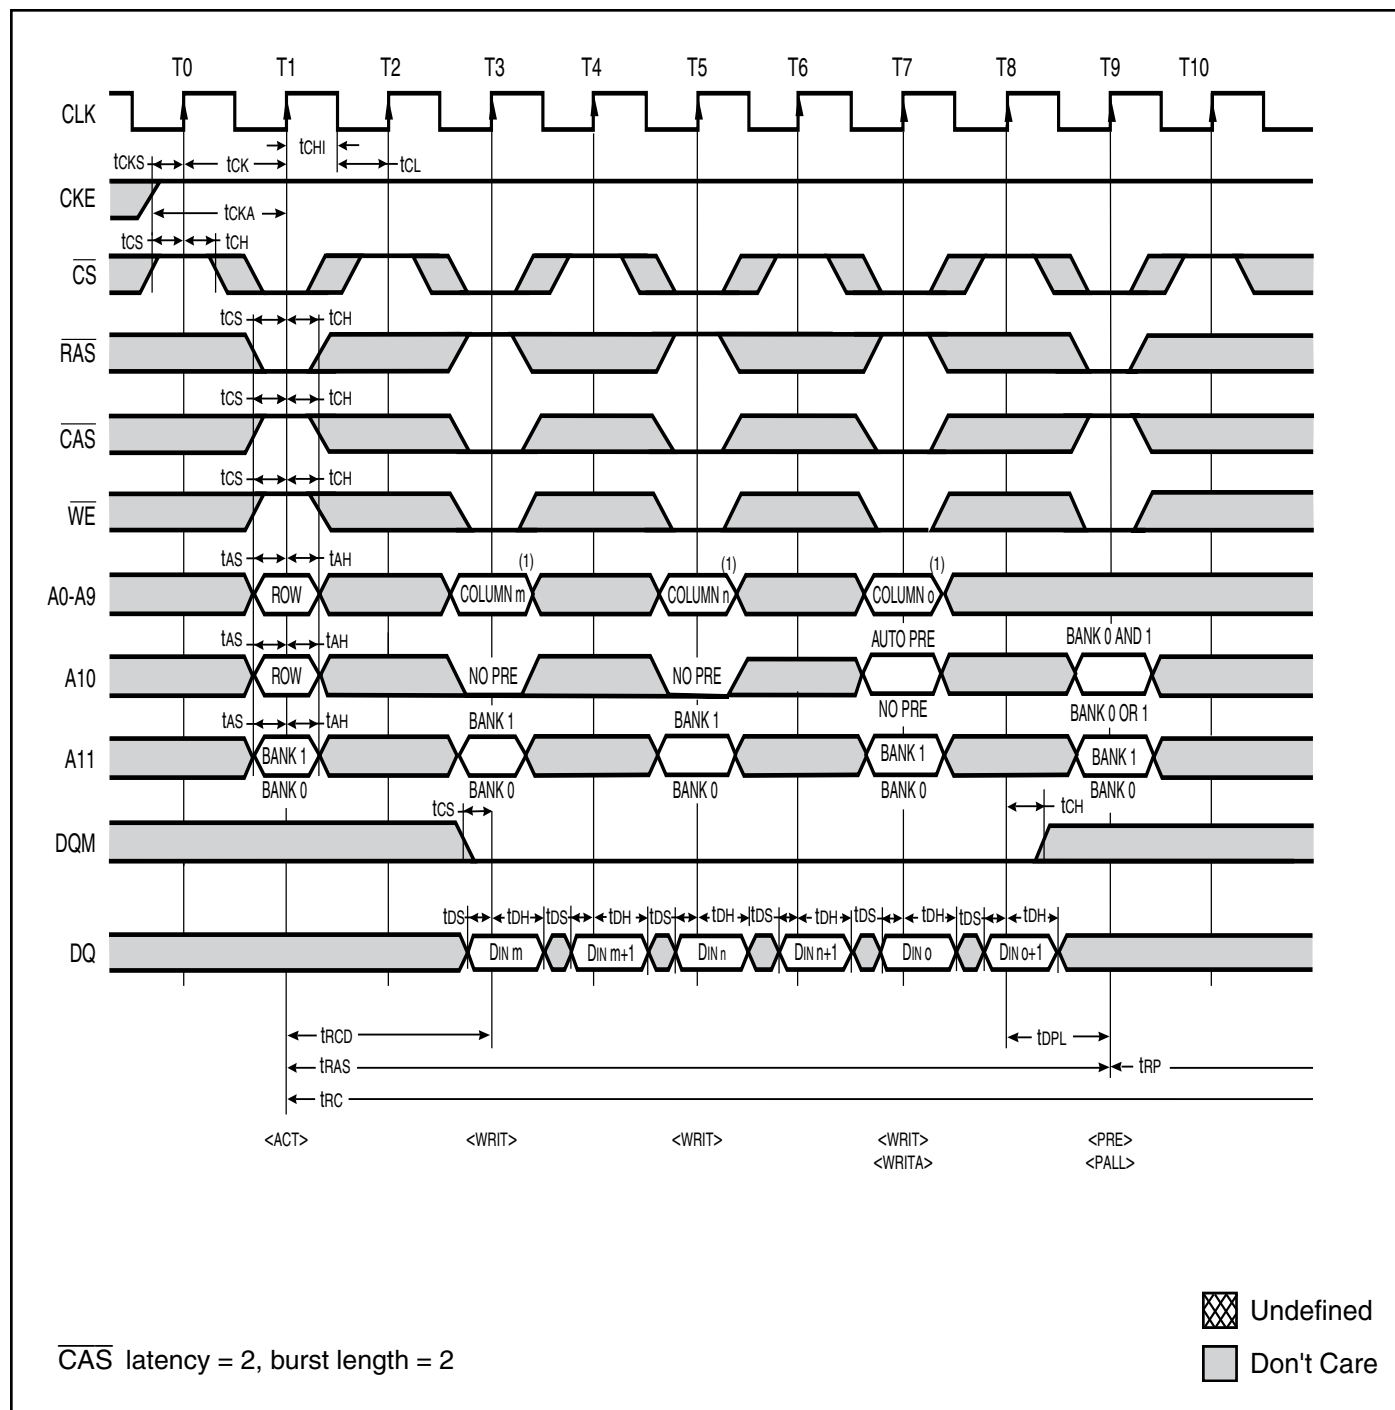 T0 T1 T2 T3 T4 T5 T6 T7 T8 T9 T10
CLK
tCHI
tCKS tCK tCL
CKE
tCKA
tCS tCH
CS
tCS tCH
RAS
tCS tCH
CAS
tCS tCH
WE
tAS tAH (1) (1) (1)
A0-A9 ROW COLUMN m COLUMN n COLUMN o
tAS tAH AUTO PRE BANK 0 AND 1
A10 ROW NO PRE NO PRE
NO PRE BANK 0 OR 1
tAS tAH BANK 1 BANK 1
A11 BANK 1 BANK 1 BANK 1
BANK 0 BANK 0 BANK 0 BANK 0 BANK 0
tCS tCH
DQM
tDS tDH tDS tDH tDS tDH tDS tDH tDS tDH tDS tDH
DQ DIN m DIN m+1 DIN n DIN n+1 DIN o DIN o+1
tRCD tDPL
tRAS tRP
tRC
<ACT> <WRIT> <WRIT> <WRIT> <PRE>
<WRITA> <PALL>
Undefined
CAS latency = 2, burst length = 2
Don't Care